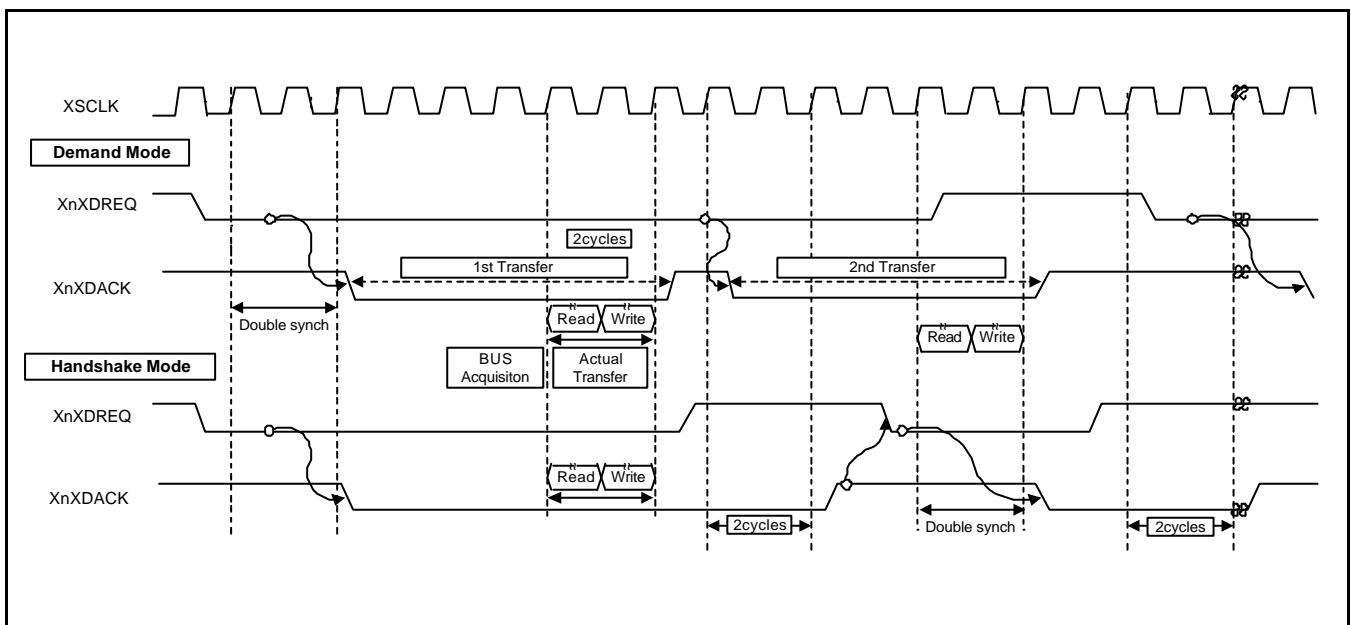 XSCLK
Demand Mode
XnXDREQ
2cycles
1st Transfer
2nd Transfer
XnXDACK
Double synch
Read
Write
Read
Write
BUS
Acquisiton
Actual
Transfer
Handshake Mode
XnXDREQ
Read
Write
XnXDACK
2cycles
Double synch
2cycles